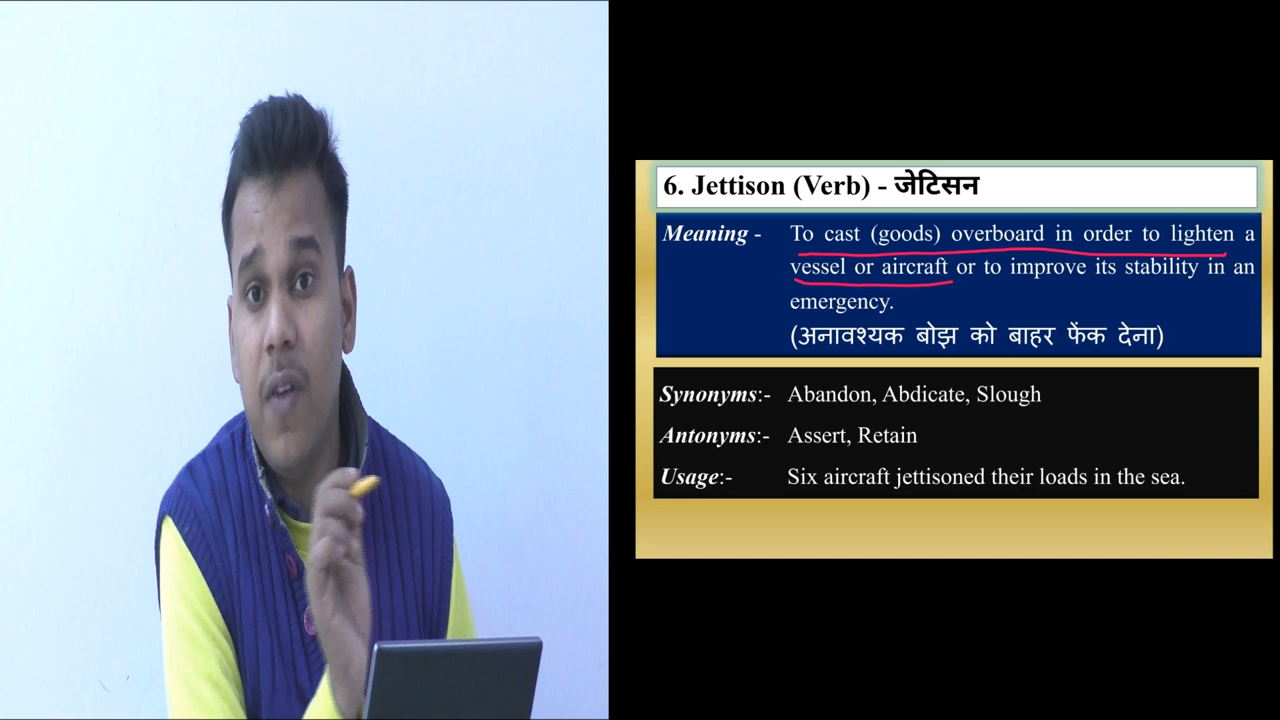 6. Jettison (Verb) - जेटिसन
Meaning - To cast (goods) overboard in order to lighten a
vessel or aircraft or to improve its stability in an
emergency.
(अनावश्यक बोझ को बाहर फेंक देना)
Synonyms:- Abandon, Abdicate, Slough
Antonyms:- Assert, Retain
Usage:- Six aircraft jettisoned their loads in the sea.